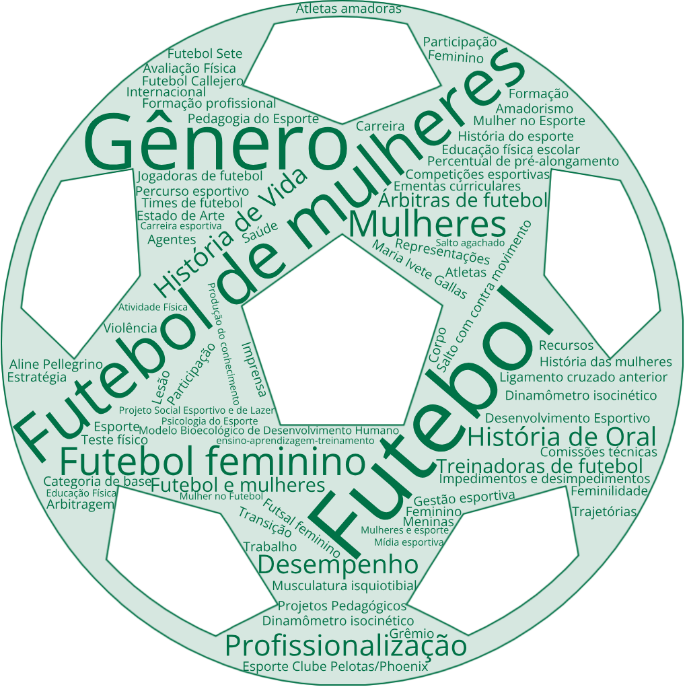 Atletas amadoras
Participação
Feminino
Futebol Sete
Avaliação Física
Futebol Callejero
Internacional
Formação profissional
Pedagogia do Esporte
Gênero
Carreira
Futebol de mulheres
Formação
Amadorismo
Mulher no Esporte
História do esporte
Educação física escolar
Percentual de pré-alongamento
Competições esportivas
Ementas curriculares
Árbitras de futebol
Mulheres
Jogadoras de futebol
Percurso esportivo
Times de futebol
Estado de Arte
Carreira esportiva
Agentes
História de Vida
Saúde
Salto agachado
Representações
Atletas
Maria Ivete Gallas
Salto com contra movimento
Corpo
Atividade Física
Violência
Produção do conhecimento
Imprensa
Lesão
Participação
Aline Pellegrino
Estratégia
Futebol
Recursos
História das mulheres
Ligamento cruzado anterior
Dinamômetro isocinético
Desenvolvimento Esportivo
História de Oral
Comissões técnicas
Treinadoras de futebol
Impedimentos e desimpedimentos
Feminilidade
Trajetórias
Projeto Social Esportivo e de Lazer
Psicologia do Esporte
Modelo Bioecológico de Desenvolvimento Humano
ensino-aprendizagem-treinamento
Esporte
Teste físico
Futebol feminino
Categoria de base
Futebol e mulheres
Educação Física
Mulher no Futebol
Arbitragem
Gestão esportiva
Feminino
Meninas
Mulheres e esporte
Mídia esportiva
Futsal feminino
Transição
Trabalho
Desempenho
Musculatura isquiotibial
Projetos Pedagógicos
Dinamômetro isocinético
Grêmio
Profissionalização
Esporte Clube Pelotas/Phoenix